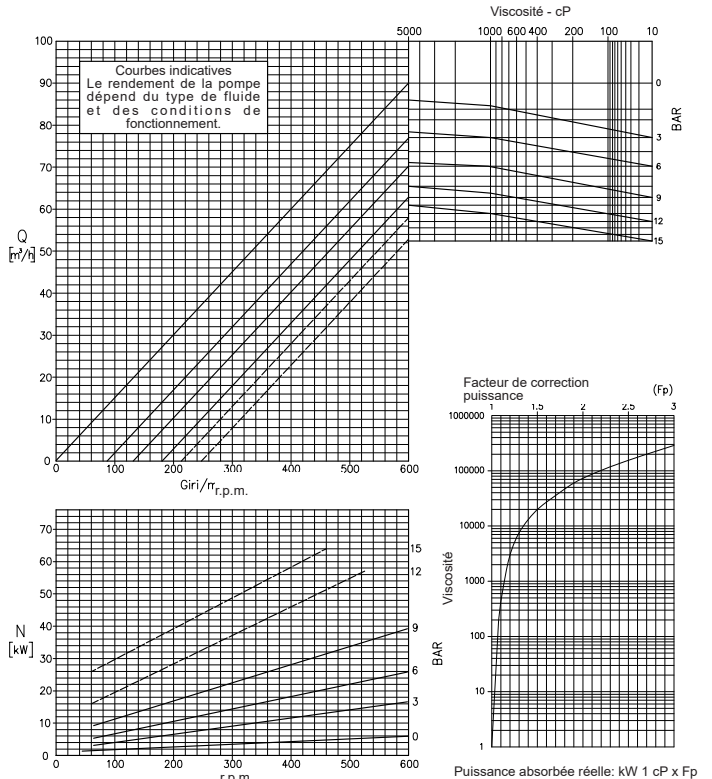 Viscosité - cP
5000 1000 600 400 200 100 10
100
90
80
70
60
50
40
30
20
10
0
Q
[m³/h]
Courbes indicatives
Le rendement de la pompe
dépend du type de fluide
et des conditions de
fonctionnement.
0
3
6
9
12
15
BAR
0 100 200 300 400 500 600
Giri/m r.p.m.
70
60
50
40
30
20
10
0
N
[kW]
15
12
9
6
3
0
BAR
0 100 200 300 400 500 600
r.p.m.
Facteur de correction
puissance
(Fp)
1 1.5 2 2.5 3
1000000
100000
10000
1000
100
10
1
Viscosité
Puissance absorbée réelle: kW 1 cP x Fp